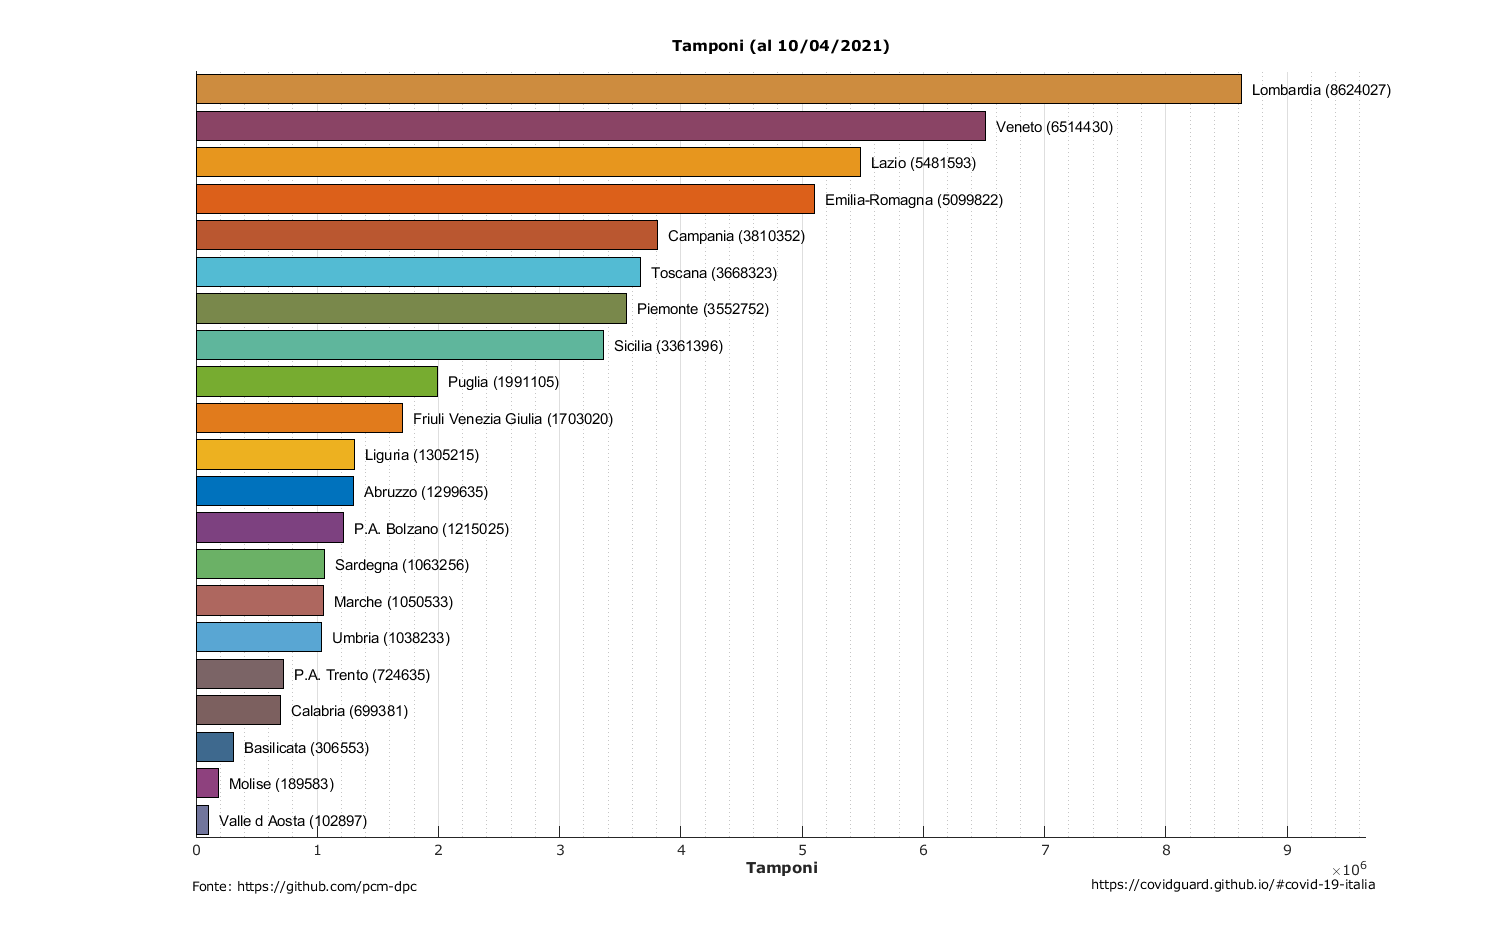 Tamponi (al 10/04/2021)
Lombardia (8624027)
Veneto (6514430)
Lazio (5481593)
Emilia-Romagna (5099822)
Campania (3810352)
Toscana (3668323)
Piemonte (3552752)
Sicilia (3361396)
Puglia (1991105)
Friuli Venezia Giulia (1703020)
Liguria (1305215)
Abruzzo (1299635)
P.A. Bolzano (1215025)
Sardegna (1063256)
Marche (1050533)
Umbria (1038233)
P.A. Trento (724635)
Calabria (699381)
Basilicata (306553)
Molise (189583)
Valle d Aosta (102897)
0 1 2 3 4 5 6 7 8 9
×10⁶
Tamponi
Fonte: https://github.com/pcm-dpc
https://covidguard.github.io/#covid-19-italia